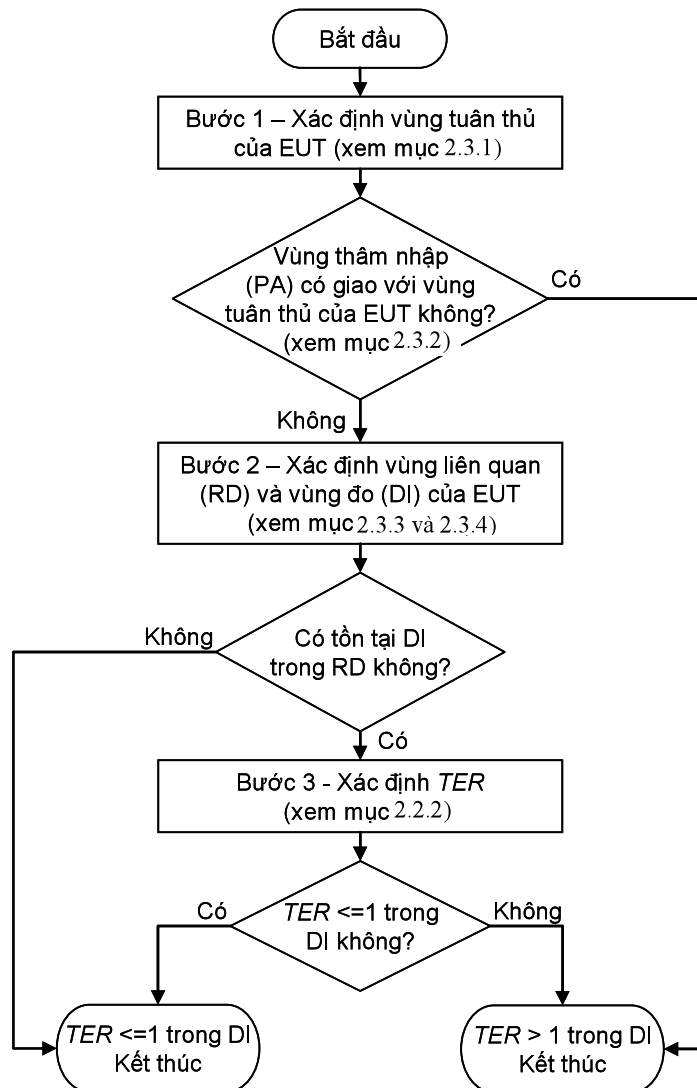 Bắt đầu
Bước 1 – Xác định vùng tuân thủ
của EUT (xem mục 2.3.1)
Vùng thâm nhập
(PA) có giao với vùng
tuân thủ của EUT không?
(xem mục 2.3.2)
Có
Không
Bước 2 – Xác định vùng liên quan
(RD) và vùng đo (DI) của EUT
(xem mục 2.3.3 và 2.3.4)
Không
Có tồn tại DI
trong RD không?
Có
Bước 3 - Xác định TER
(xem mục 2.2.2)
Có
TER <=1 trong
DI không?
Không
TER <=1 trong DI
Kết thúc
TER > 1 trong DI
Kết thúc